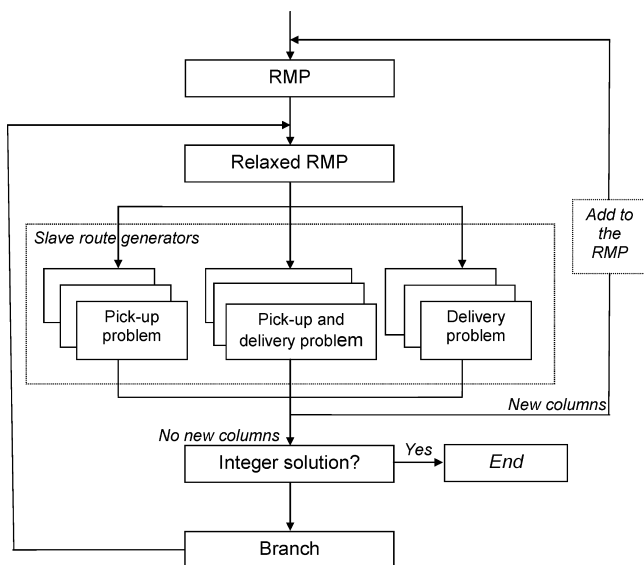 RMP
Relaxed RMP
Add to
the
RMP
Slave route generators
Pick-up
problem
Pick-up and
delivery problem
Delivery
problem
New columns
No new columns
Integer solution?
Yes
End
Branch